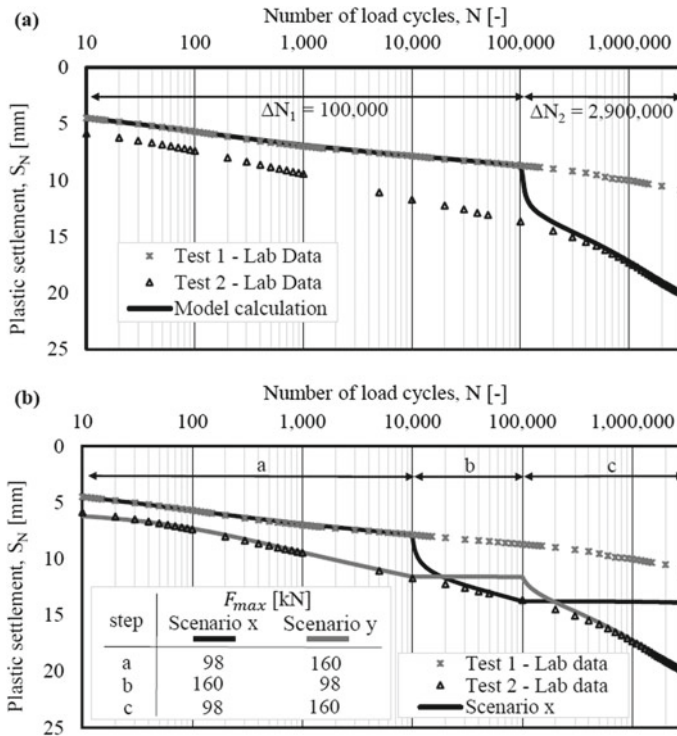 (a)
Number of load cycles, N [-]
10 100 1,000 10,000 100,000 1,000,000
0
5
10
15
20
25
Plastic settlement, S_N [mm]
ΔN₁ = 100,000
ΔN₂ = 2,900,000
Test 1 - Lab Data
Test 2 - Lab Data
Model calculation
(b)
Number of load cycles, N [-]
10 100 1,000 10,000 100,000 1,000,000
0
5
10
15
20
25
Plastic settlement, S_N [mm]
a b c
F_max [kN]
step Scenario x Scenario y
a 98 160
b 160 98
c 98 160
Test 1 - Lab data
Test 2 - Lab data
Scenario x